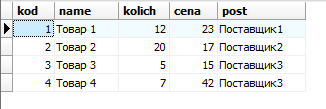 kod name kolich cena post
1 Товар 1 12 23 Поставщик1
2 Товар 2 20 17 Поставщик2
3 Товар 3 5 15 Поставщик3
4 Товар 4 7 42 Поставщик3